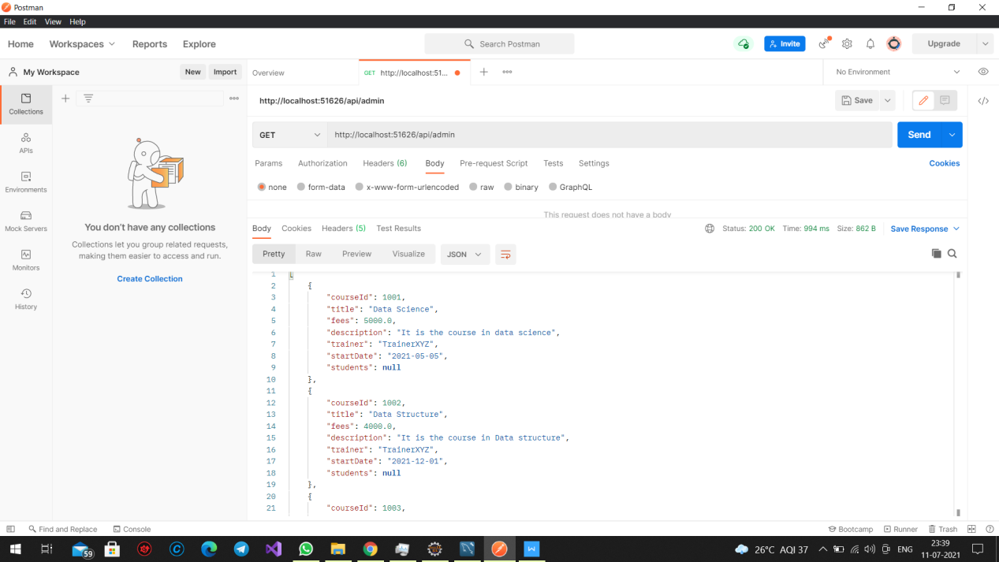 Postman
File Edit View Help
Home Workspaces Reports Explore Search Postman Invite Upgrade
My Workspace New Import Overview GET http://localhost:51... No Environment
Collections
APIs
Environments
Mock Servers
Monitors
History
You don't have any collections
Collections let you group related requests,
making them easier to access and run.
Create Collection
http://localhost:51626/api/admin Save
GET http://localhost:51626/api/admin Send
Params Authorization Headers (6) Body Pre-request Script Tests Settings Cookies
none form-data x-www-form-urlencoded raw binary GraphQL
This request does not have a body
Body Cookies Headers (5) Test Results Status: 200 OK Time: 994 ms Size: 862 B Save Response
Pretty Raw Preview Visualize JSON
1 [
2 {
3 "courseId": 1001,
4 "title": "Data Science",
5 "fees": 5000.0,
6 "description": "It is the course in data science",
7 "trainer": "TrainerXYZ",
8 "startDate": "2021-05-05",
9 "students": null
10 },
11 {
12 "courseId": 1002,
13 "title": "Data Structure",
14 "fees": 4000.0,
15 "description": "It is the course in Data structure",
16 "trainer": "TrainerXYZ",
17 "startDate": "2021-12-01",
18 "students": null
19 },
20 {
21 "courseId": 1003,
Find and Replace Console Bootcamp Runner Trash
59 26°C AQI 37 ENG 23:39
11-07-2021